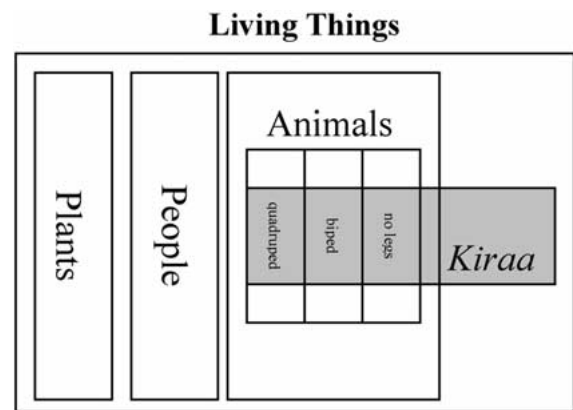 Living Things
Plants
People
Animals
quadruped
biped
no legs
Kiraa